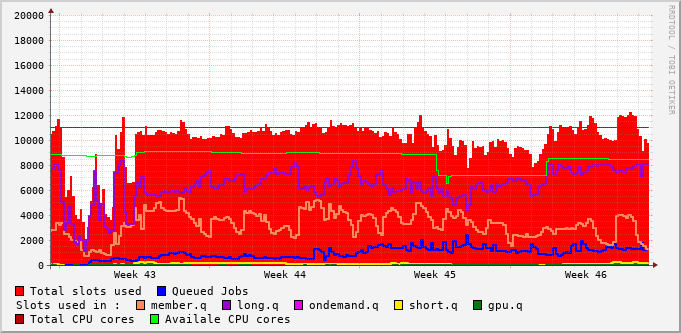 20000
18000
16000
14000
12000
10000
8000
6000
4000
2000
0
Week 43 Week 44 Week 45 Week 46
RRDTOOL / TOBI OETIKER
Total slots used Queued Jobs
Slots used in : member.q long.q ondemand.q short.q gpu.q
Total CPU cores Availale CPU cores